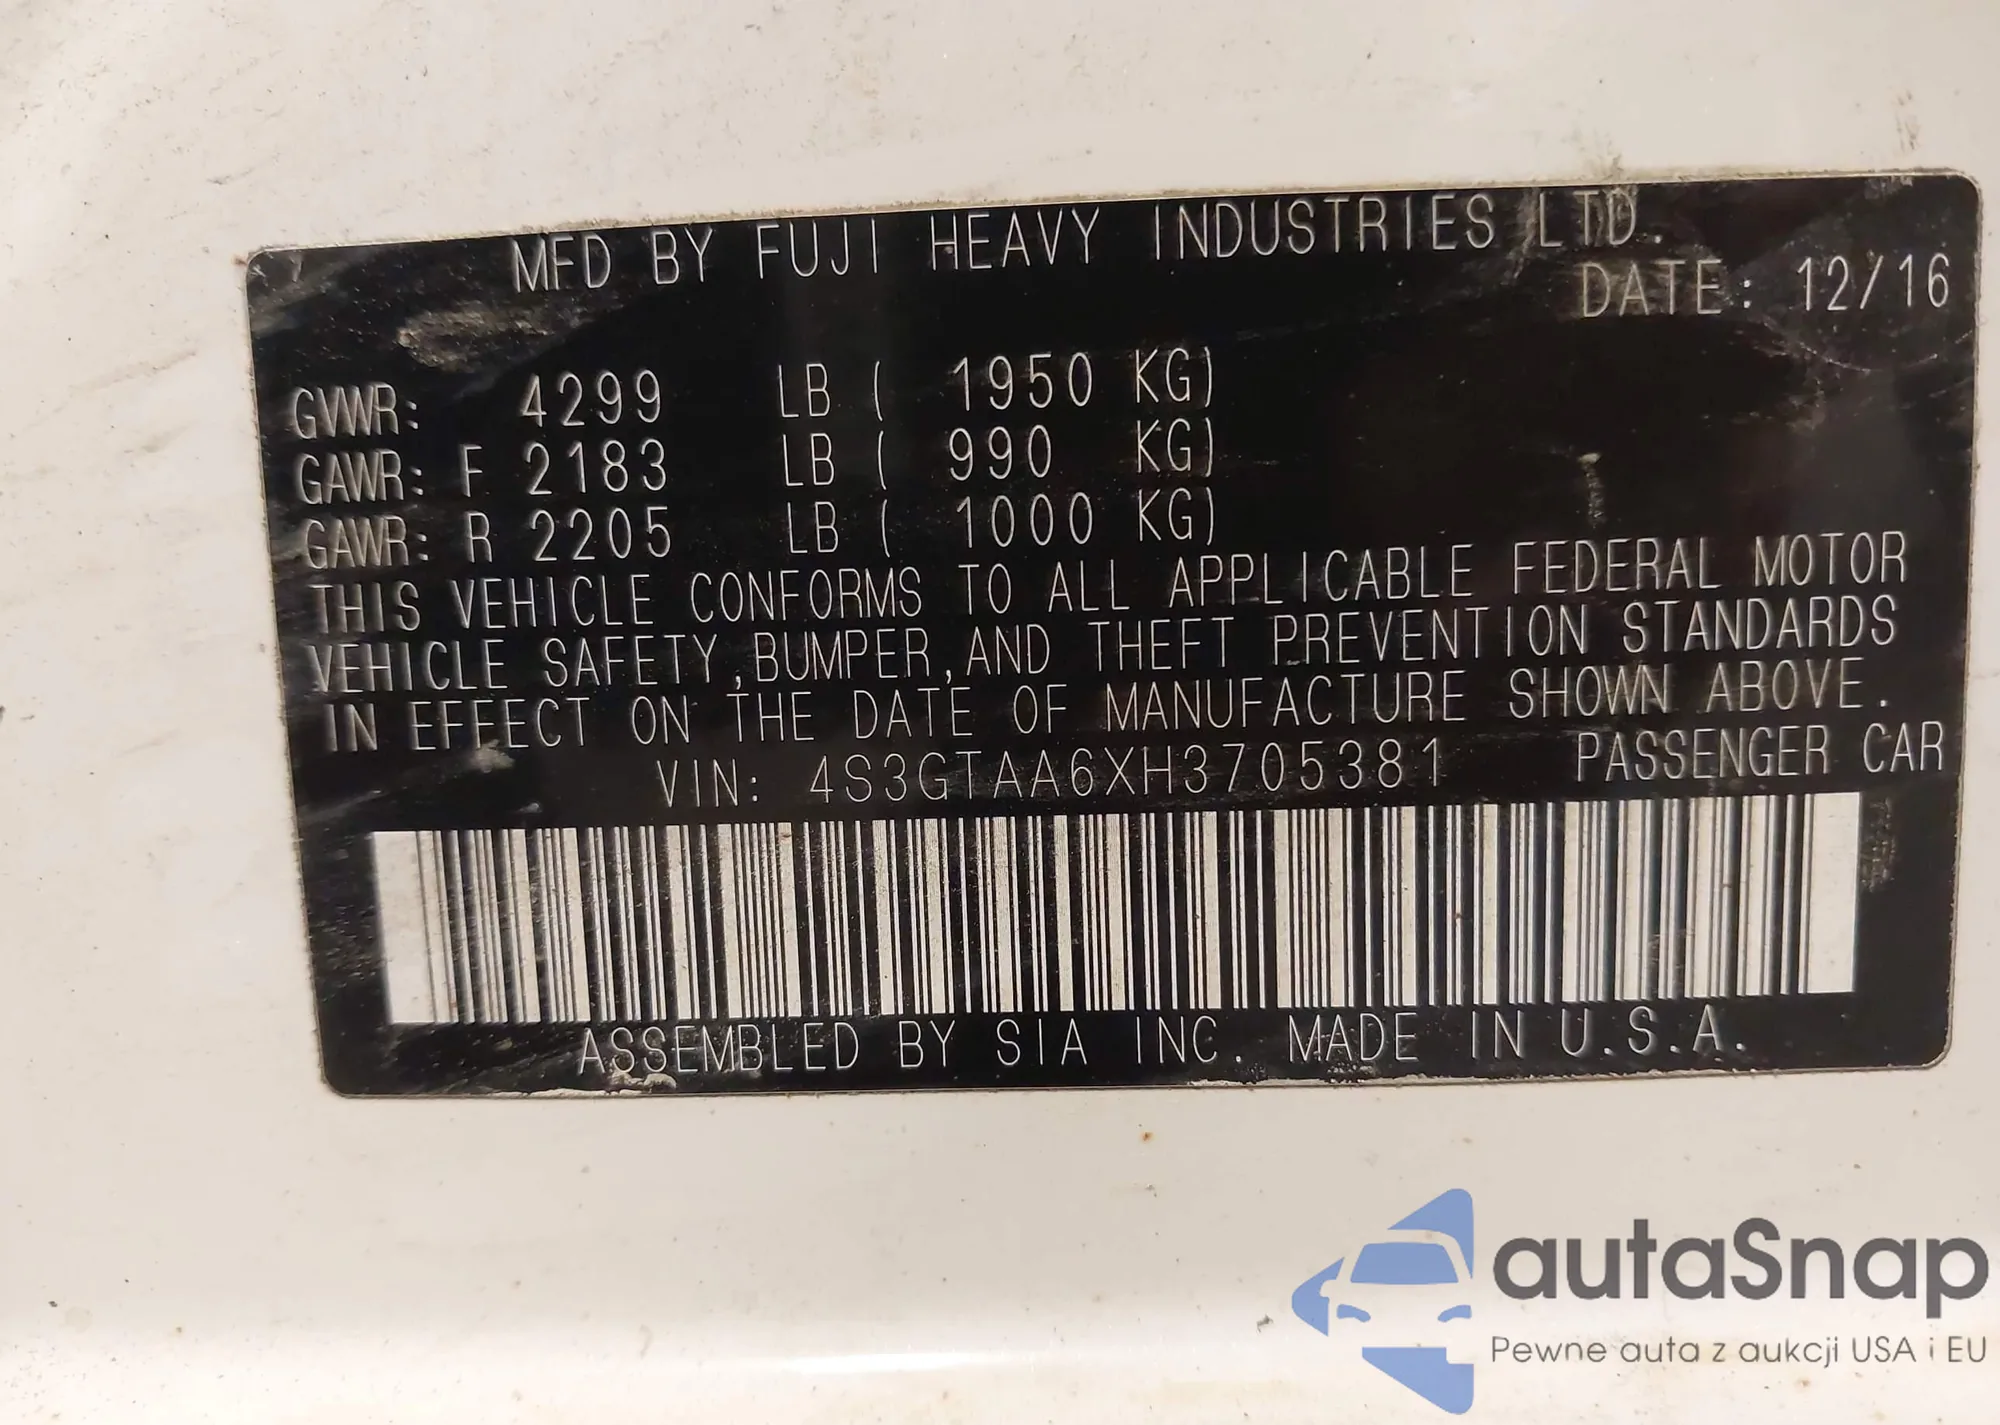 MFD BY FUJI HEAVY INDUSTRIES LTD.
DATE: 12/16
GVWR: 4299 LB ( 1950 KG)
GAWR: F 2183 LB ( 990 KG)
GAWR: R 2205 LB ( 1000 KG)
THIS VEHICLE CONFORMS TO ALL APPLICABLE FEDERAL MOTOR
VEHICLE SAFETY,BUMPER,AND THEFT PREVENTION STANDARDS
IN EFFECT ON THE DATE OF MANUFACTURE SHOWN ABOVE.
VIN: 4S3GTAA6XH3705381 PASSENGER CAR
ASSEMBLED BY SIA INC. MADE IN U.S.A.
autaSnap
Pewne auta z aukcji USA i EU